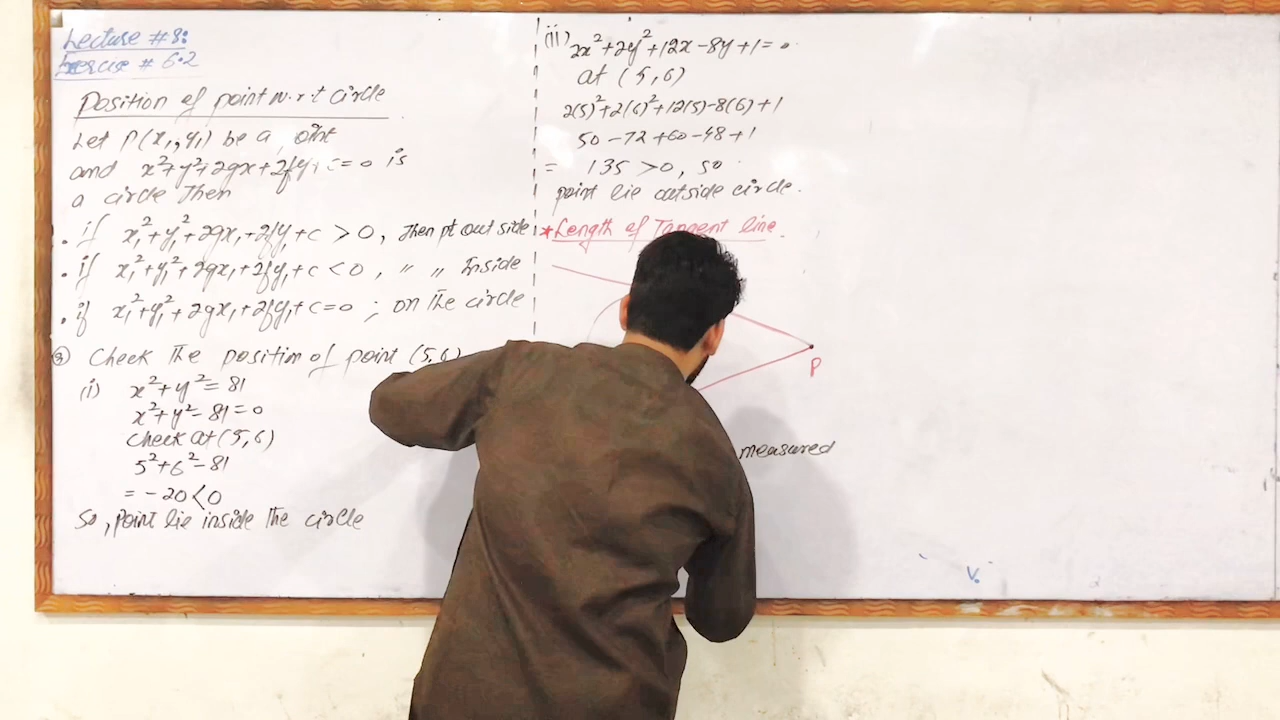 Lecture #8:
Exercise # 6.2
Position of point w.r.t circle
Let P(x₁,y₁) be a oint
and x²+y²+2gx+2fy+c=0 is
a circle Then
. if x₁²+y₁²+2gx₁+2fy₁+c > 0, Then pt out side
. if x₁²+y₁²+2gx₁+2fy₁+c < 0, " " Inside
. if x₁²+y₁²+2gx₁+2fy₁+c=0 ; on The circle
Check The position of point (5,6)
(i) x²+y²=81
x²+y²-81=0
Check at (5,6)
5²+6²-81
= -20<0
So, point lie inside The circle
(ii) 2x²+2y²+12x-8y+1=0
at (5,6)
2(5)²+2(6)²+12(5)-8(6)+1
50-72+60-48+1
= 135 >0, so
point lie outside circle.
*Length of Tangent line.
P
measured